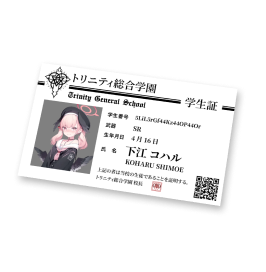 トリニティ総合学園
Trinity General School 学生証
学生番号
武器 SR
生年月日 4月16日
氏名 下江 コハル
KOHARU SHIMOE
上記の者は当校の生徒であることを証明する。
トリニティ総合学園 校長